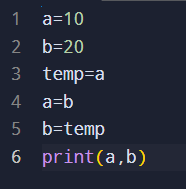 1 a=10
2 b=20
3 temp=a
4 a=b
5 b=temp
6 print(a,b)